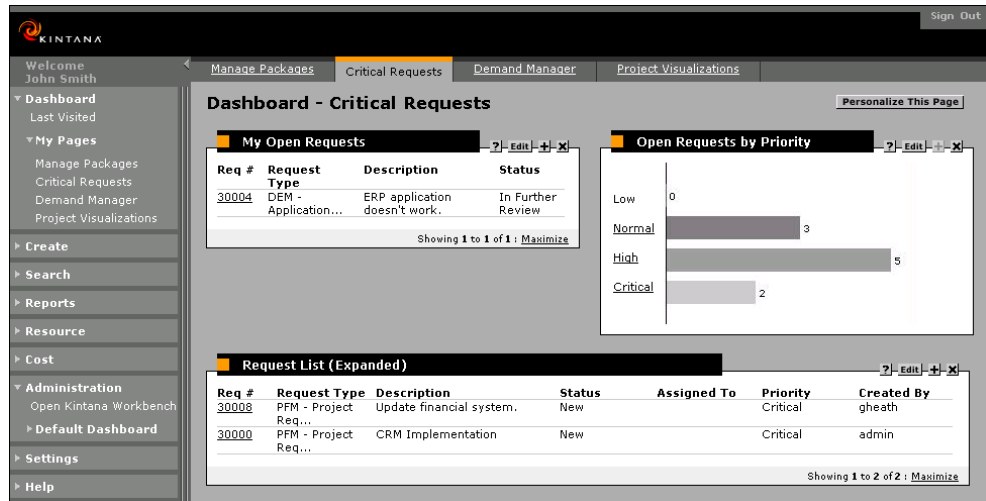 Sign Out
KINTANA
Welcome
John Smith
Manage Packages
Critical Requests
Demand Manager
Project Visualizations
Dashboard
Last Visited
My Pages
Manage Packages
Critical Requests
Demand Manager
Project Visualizations
Create
Search
Reports
Resource
Cost
Administration
Open Kintana Workbench
Default Dashboard
Settings
Help
Dashboard - Critical Requests
Personalize This Page
My Open Requests
? Edit + X
Req # Request Type Description Status
30004 DEM - Application... ERP application doesn't work. In Further Review
Showing 1 to 1 of 1 : Maximize
Open Requests by Priority
? Edit + X
Low 0
Normal 3
High 5
Critical 2
Request List (Expanded)
? Edit + X
Req # Request Type Description Status Assigned To Priority Created By
30008 PFM - Project Req... Update financial system. New Critical gheath
30000 PFM - Project Req... CRM Implementation New Critical admin
Showing 1 to 2 of 2 : Maximize